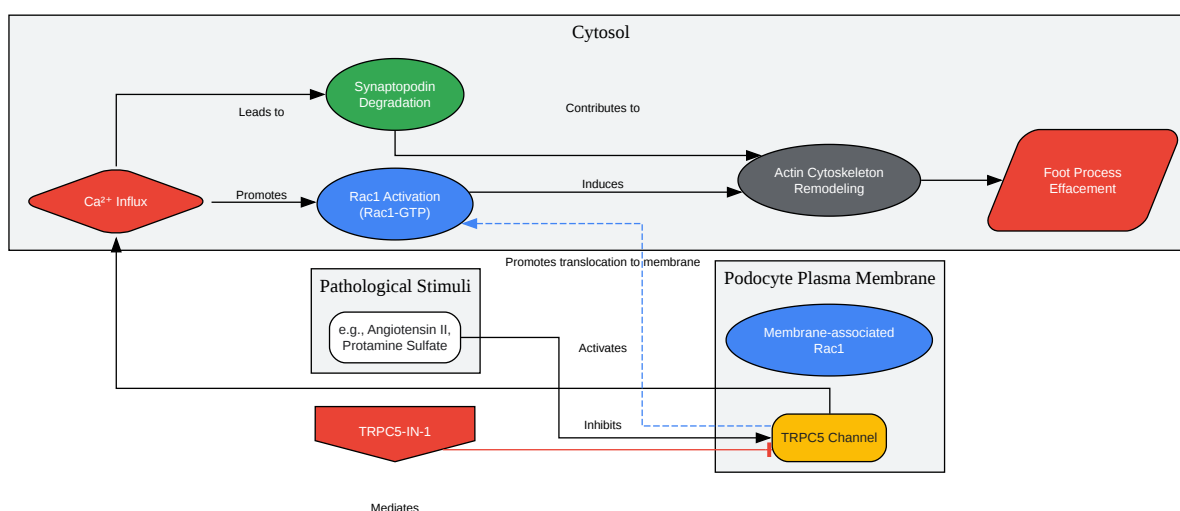 Cytosol
Synaptopodin
Degradation
Leads to
Contributes to
Actin Cytoskeleton
Remodeling
Foot Process
Effacement
Ca²⁺ Influx
Promotes
Rac1 Activation
(Rac1-GTP)
Induces
Promotes translocation to membrane
Pathological Stimuli
e.g., Angiotensin II,
Protamine Sulfate
Podocyte Plasma Membrane
Membrane-associated
Rac1
Activates
TRPC5-IN-1
Inhibits
TRPC5 Channel
Mediates